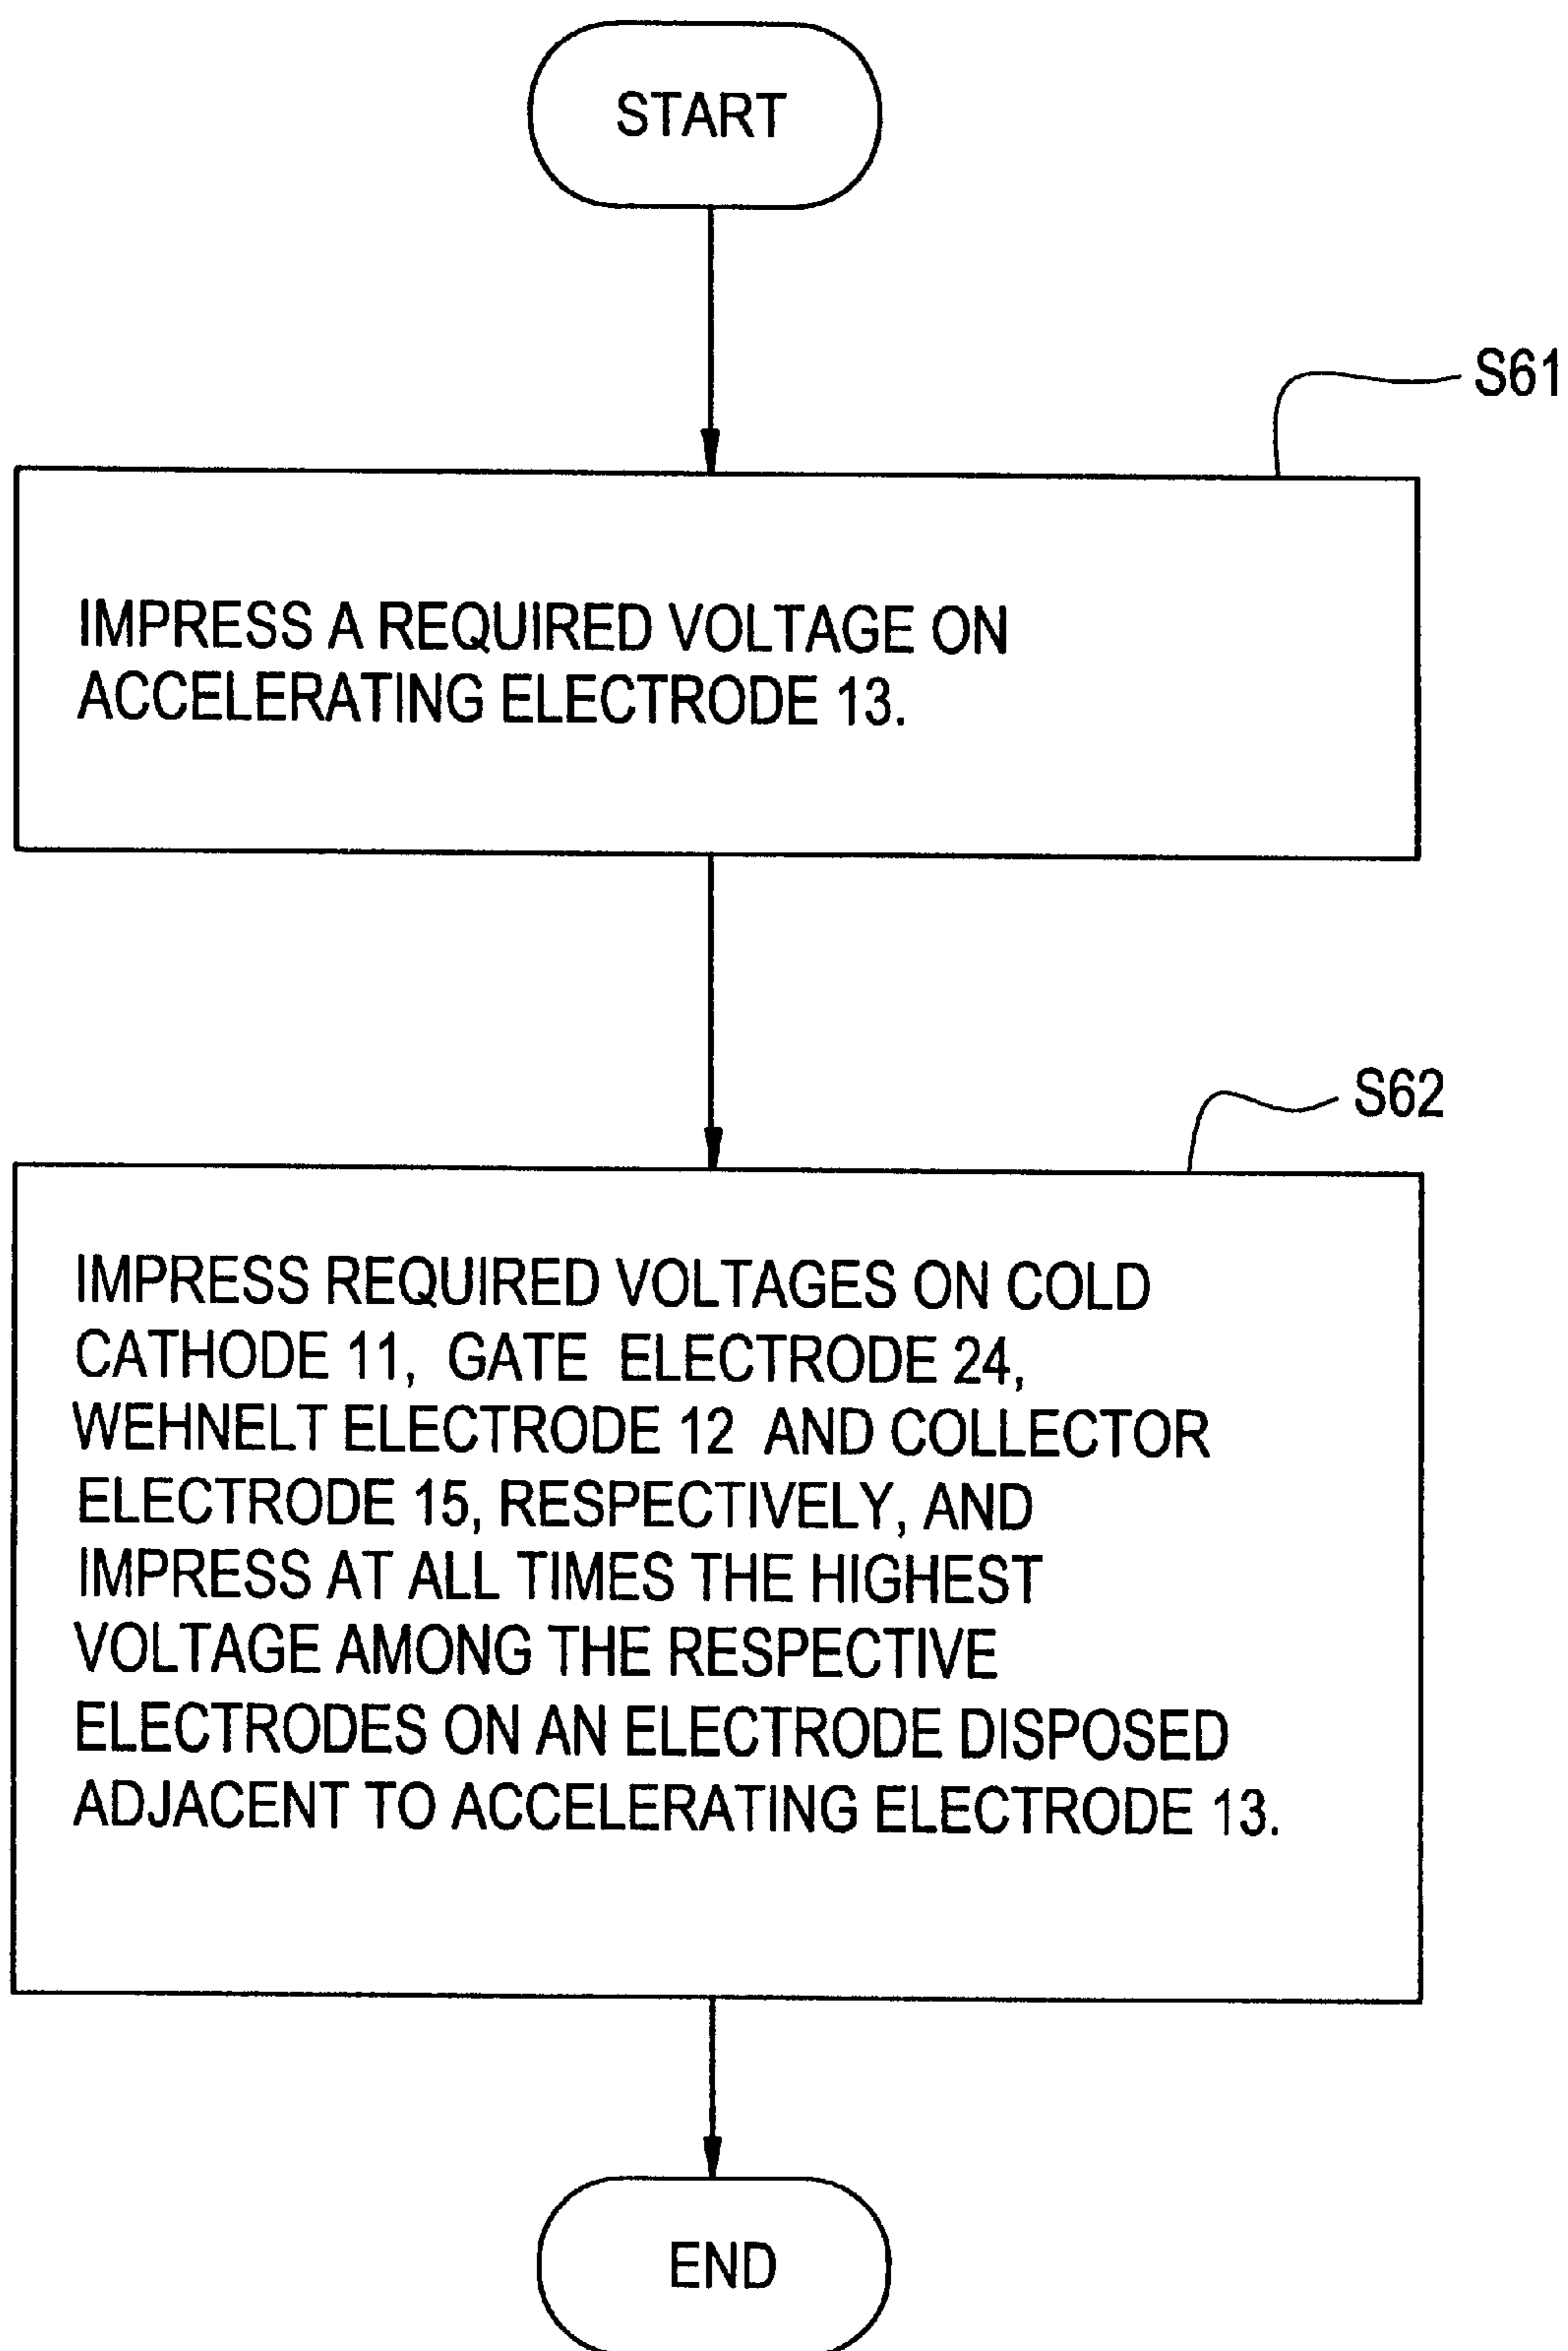 START
S61
IMPRESS A REQUIRED VOLTAGE ON
ACCELERATING ELECTRODE 13.
S62
IMPRESS REQUIRED VOLTAGES ON COLD
CATHODE 11, GATE ELECTRODE 24,
WEHNELT ELECTRODE 12 AND COLLECTOR
ELECTRODE 15, RESPECTIVELY, AND
IMPRESS AT ALL TIMES THE HIGHEST
VOLTAGE AMONG THE RESPECTIVE
ELECTRODES ON AN ELECTRODE DISPOSED
ADJACENT TO ACCELERATING ELECTRODE 13.
END